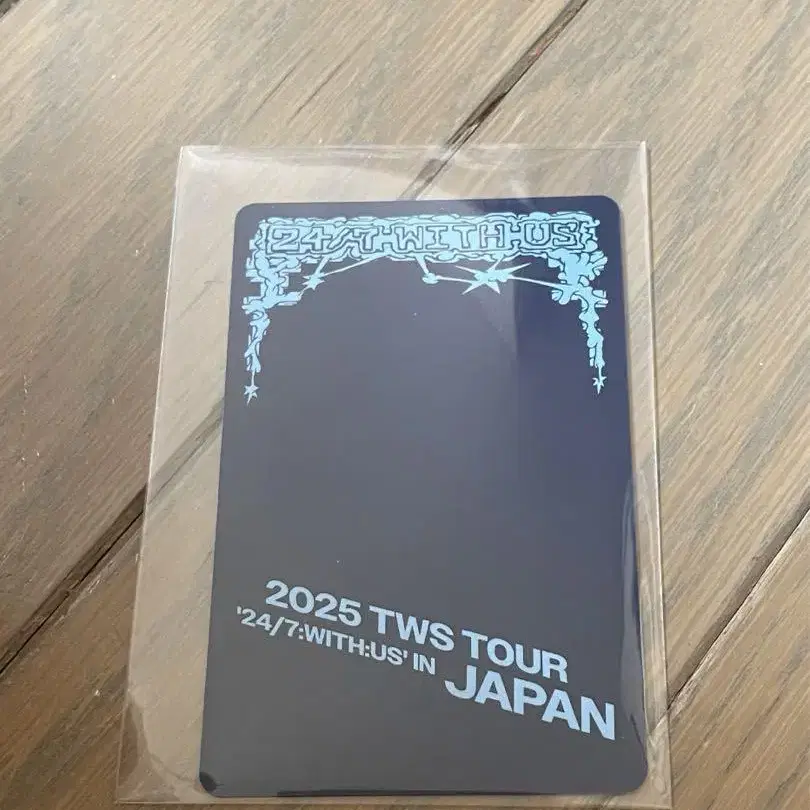 24/7:WITH:US
2025 TWS TOUR
'24/7:WITH:US' IN
JAPAN